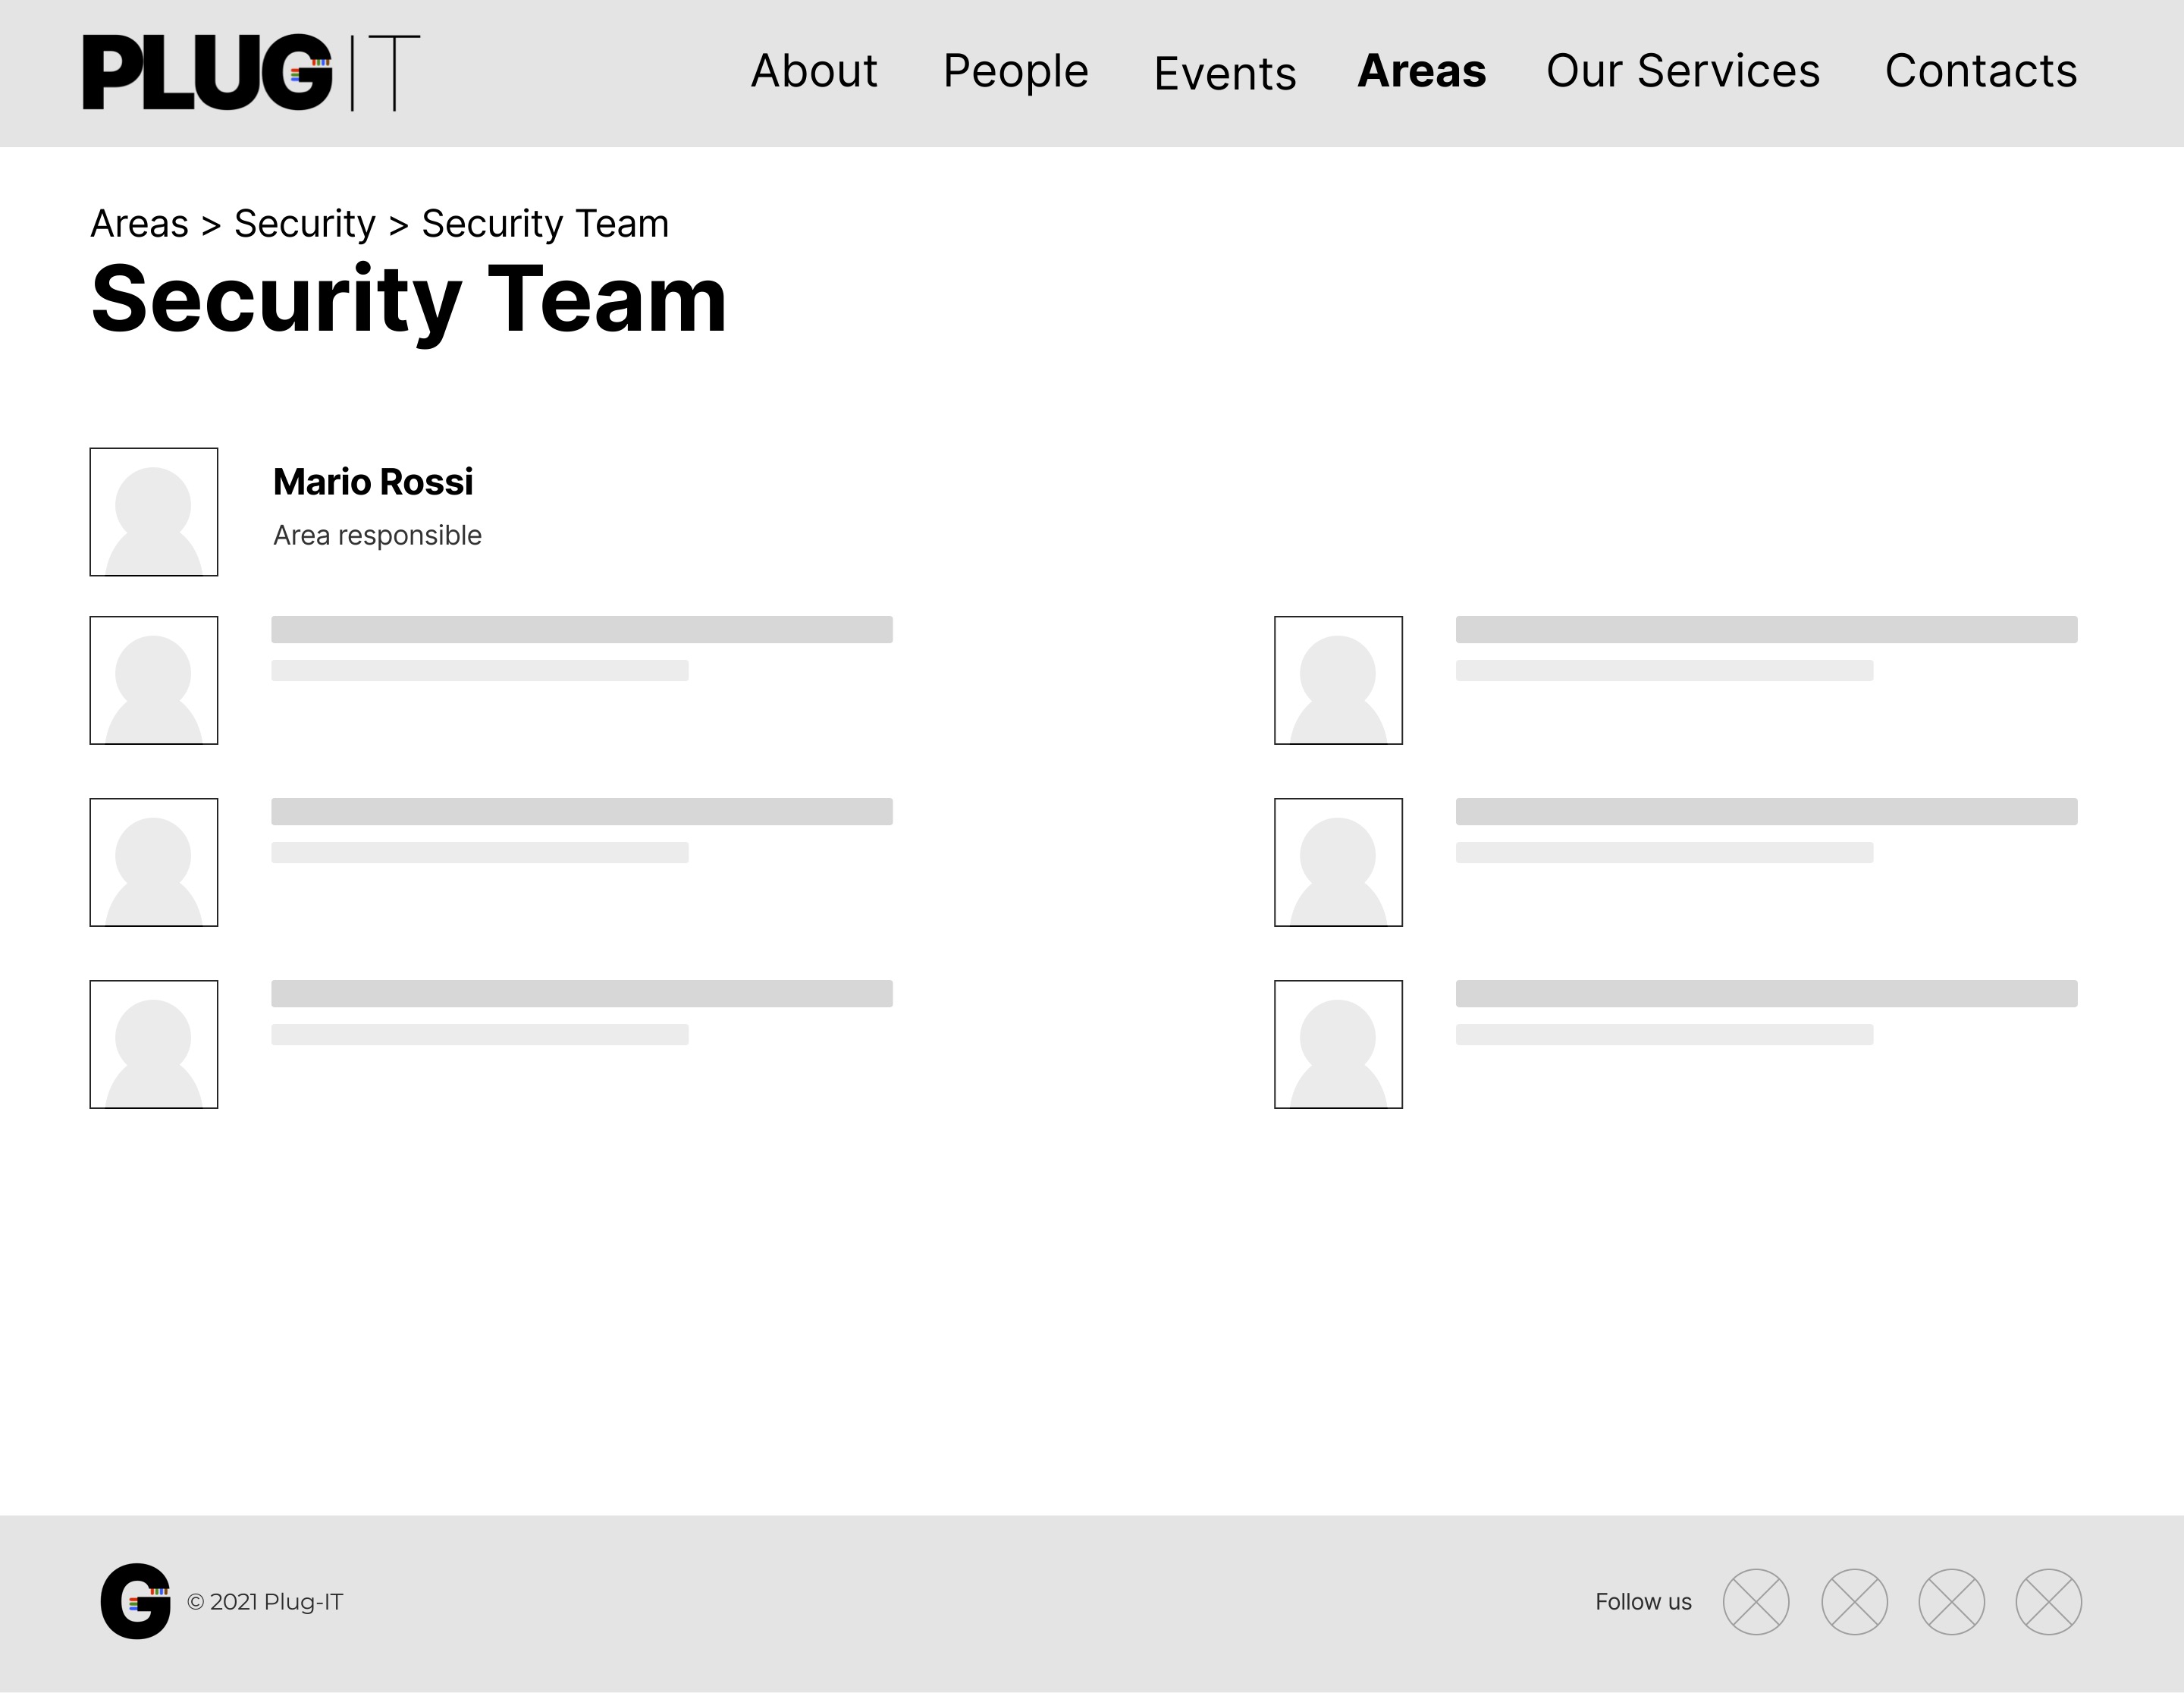 PLUG IT
About People Events Areas Our Services Contacts
Areas > Security > Security Team
Security Team
Mario Rossi
Area responsible
G © 2021 Plug-IT
Follow us